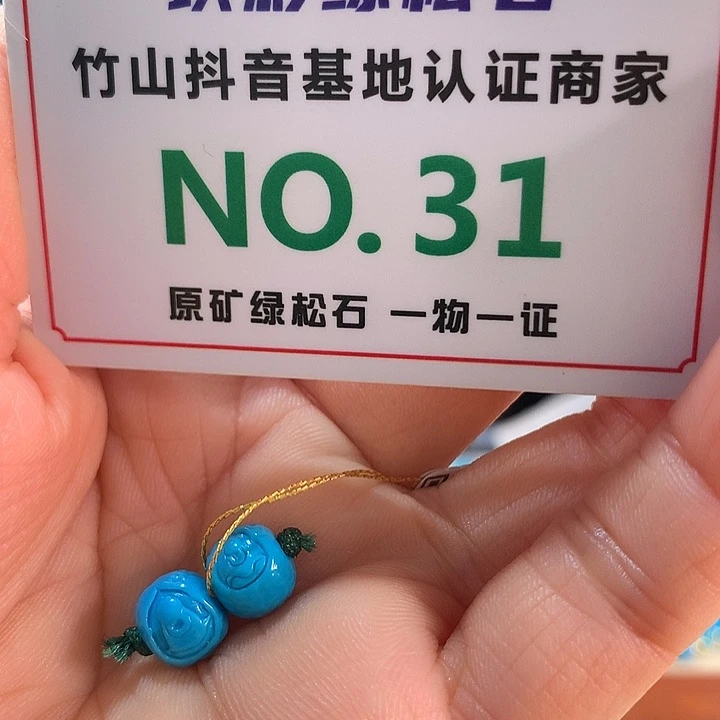 竹山抖音基地认证商家
NO. 31
原矿绿松石 一物一证